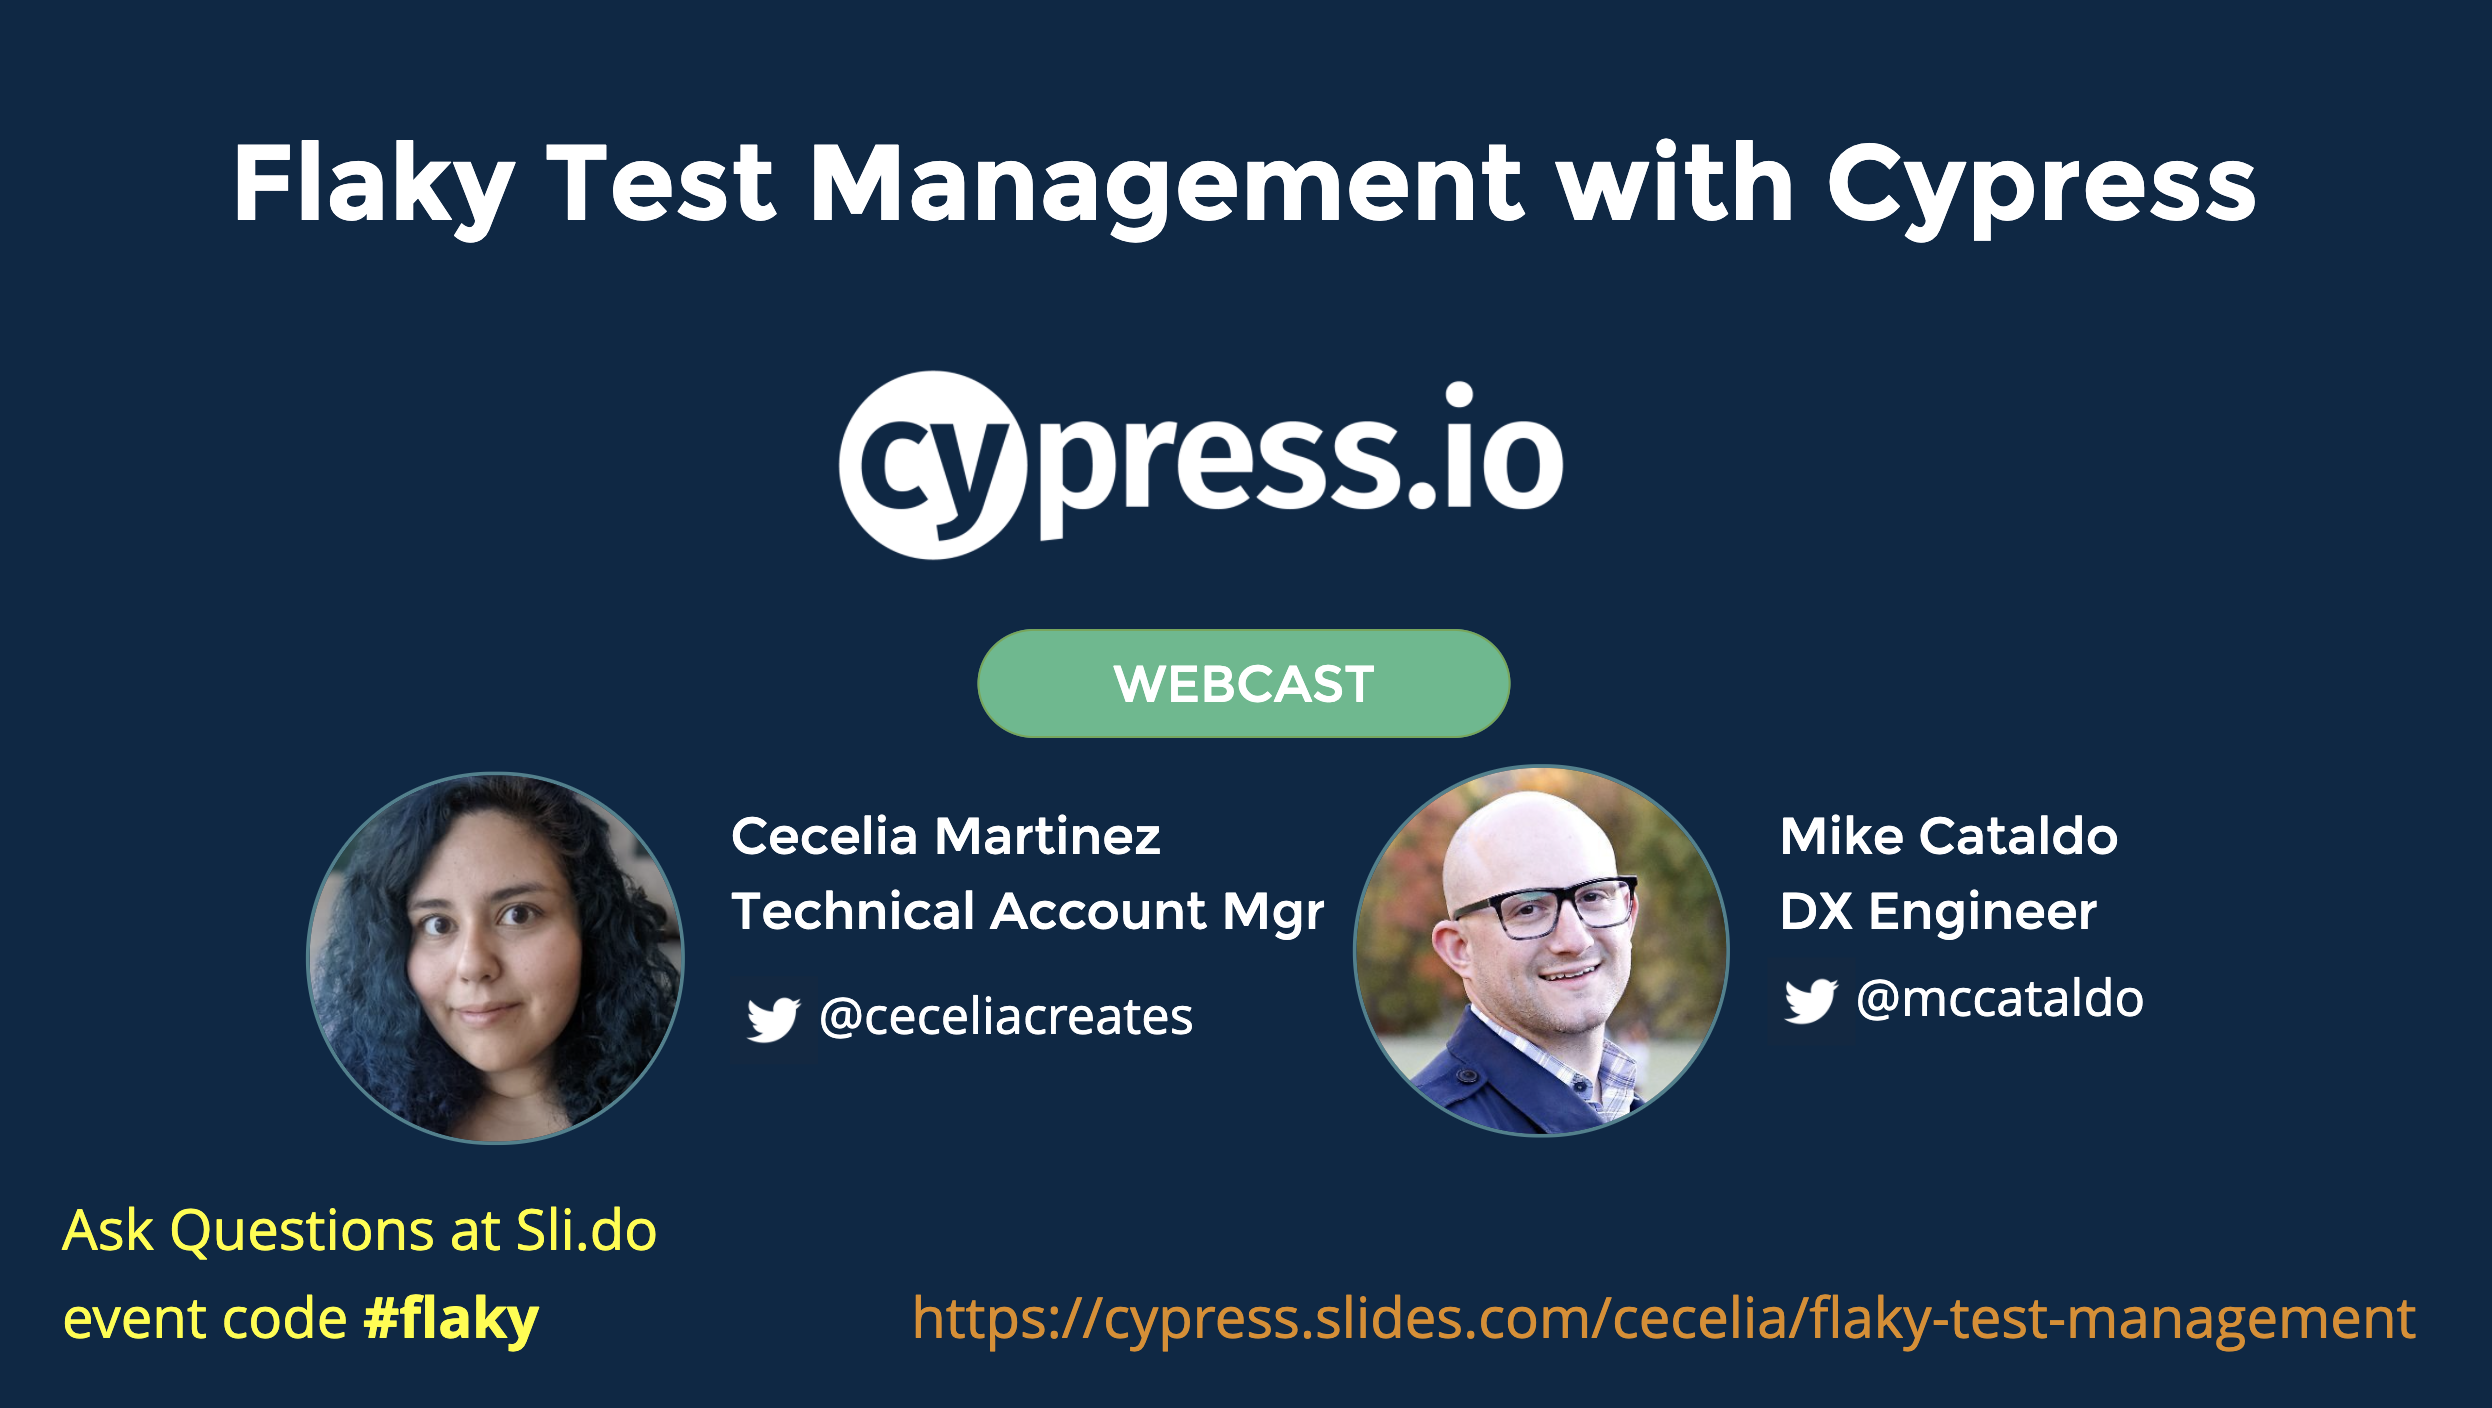 Flaky Test Management with Cypress
cypress.io
WEBCAST
Cecelia Martinez
Technical Account Mgr
@ceceliacreates
Mike Cataldo
DX Engineer
@mccataldo
Ask Questions at Sli.do
event code #flaky
https://cypress.slides.com/cecelia/flaky-test-management